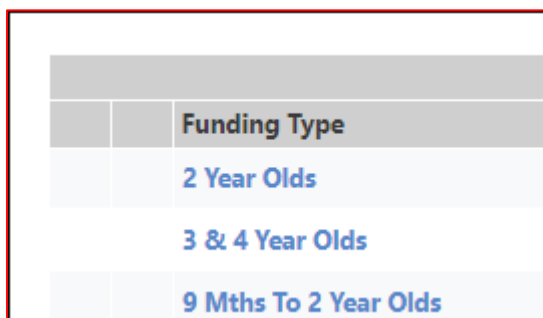 Funding Type
2 Year Olds
3 & 4 Year Olds
9 Mths To 2 Year Olds